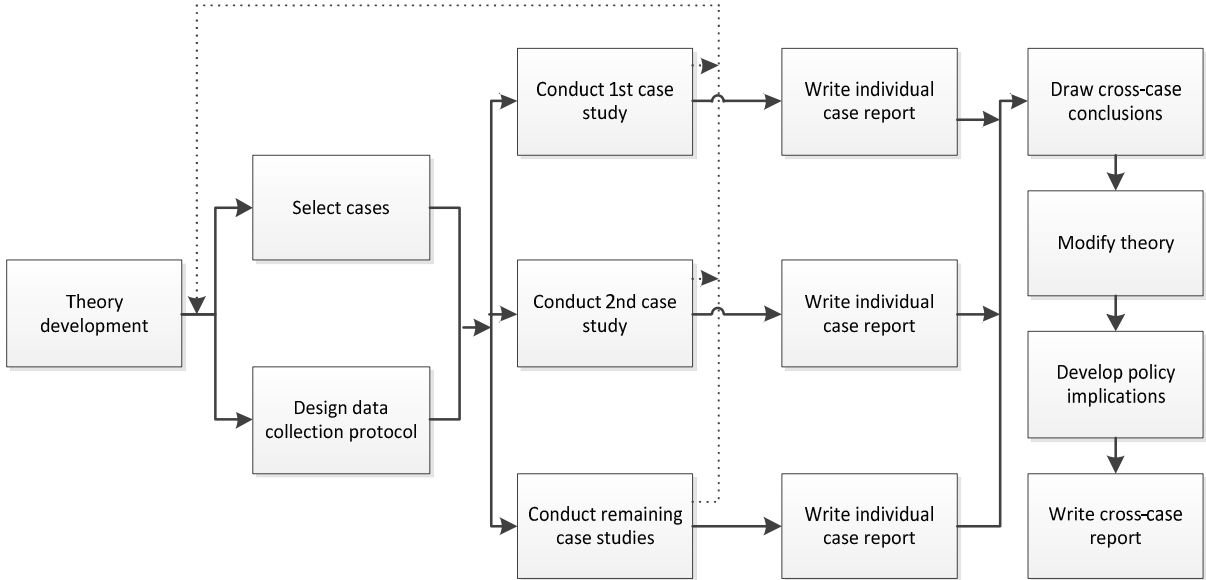 Theory
development
Select cases
Design data
collection protocol
Conduct 1st case
study
Conduct 2nd case
study
Conduct remaining
case studies
Write individual
case report
Write individual
case report
Write individual
case report
Draw cross-case
conclusions
Modify theory
Develop policy
implications
Write cross-case
report